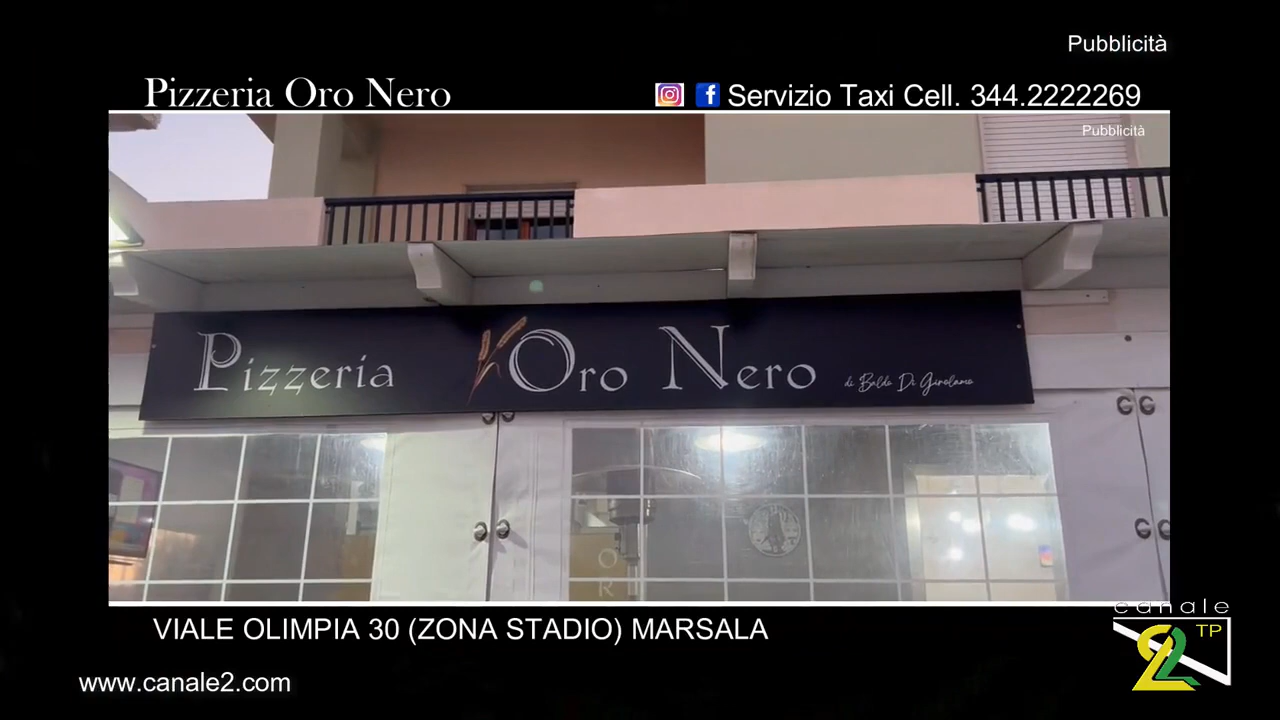 Pubblicità
Pizzeria Oro Nero
Servizio Taxi Cell. 344.2222269
Pubblicità
Pizzeria Oro Nero di Baldo Di Girolamo
VIALE OLIMPIA 30 (ZONA STADIO) MARSALA
canale
2 TP
www.canale2.com